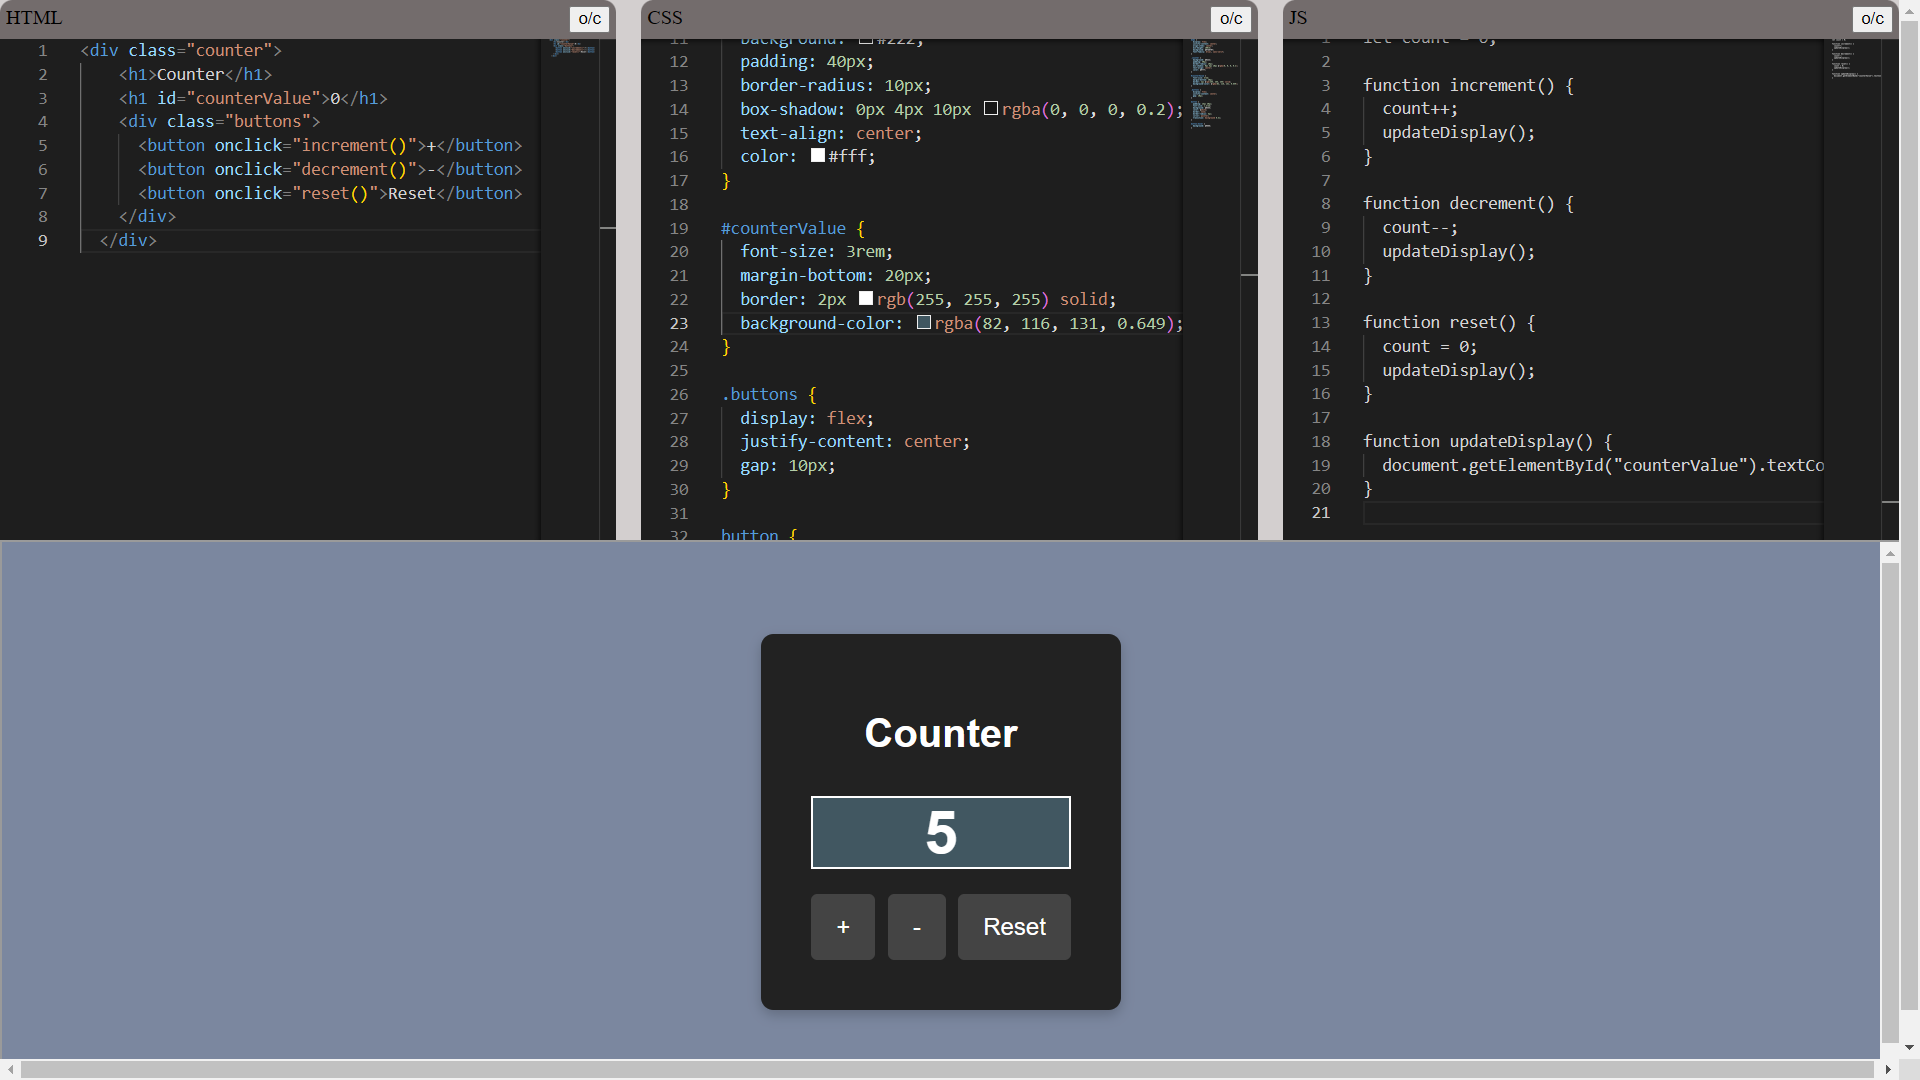 HTML
o/c
1 <div class="counter">
2 <h1>Counter</h1>
3 <h1 id="counterValue">0</h1>
4 <div class="buttons">
5 <button onclick="increment()">+</button>
6 <button onclick="decrement()">-</button>
7 <button onclick="reset()">Reset</button>
8 </div>
9 </div>
CSS
o/c
11 background: #222;
12 padding: 40px;
13 border-radius: 10px;
14 box-shadow: 0px 4px 10px rgba(0, 0, 0, 0.2);
15 text-align: center;
16 color: #fff;
17 }
18
19 #counterValue {
20 font-size: 3rem;
21 margin-bottom: 20px;
22 border: 2px rgb(255, 255, 255) solid;
23 background-color: rgba(82, 116, 131, 0.649);
24 }
25
26 .buttons {
27 display: flex;
28 justify-content: center;
29 gap: 10px;
30 }
31
32 button {
JS
o/c
1 let count = 0;
2
3 function increment() {
4 count++;
5 updateDisplay();
6 }
7
8 function decrement() {
9 count--;
10 updateDisplay();
11 }
12
13 function reset() {
14 count = 0;
15 updateDisplay();
16 }
17
18 function updateDisplay() {
19 document.getElementById("counterValue").textCo
20 }
21
Counter
5
+ - Reset